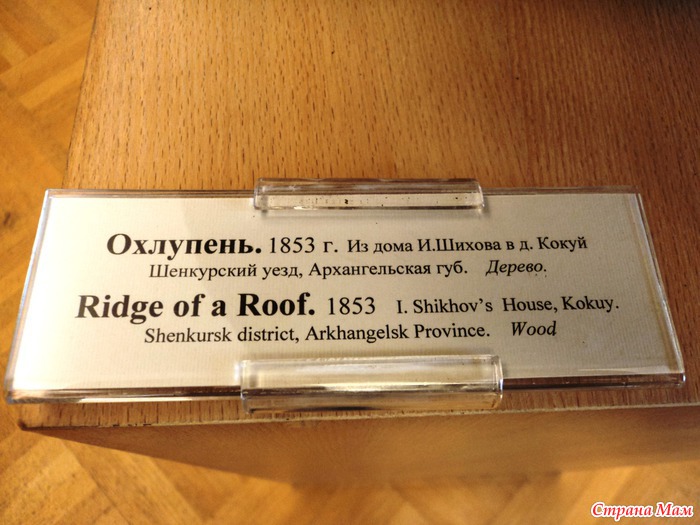 Охлупень. 1853 г. Из дома И.Шихова в д. Кокуй
Шенкурский уезд, Архангельская губ. Дерево.
Ridge of a Roof. 1853 I. Shikhov's House, Kokuy.
Shenkursk district, Arkhangelsk Province. Wood
Страна Мам